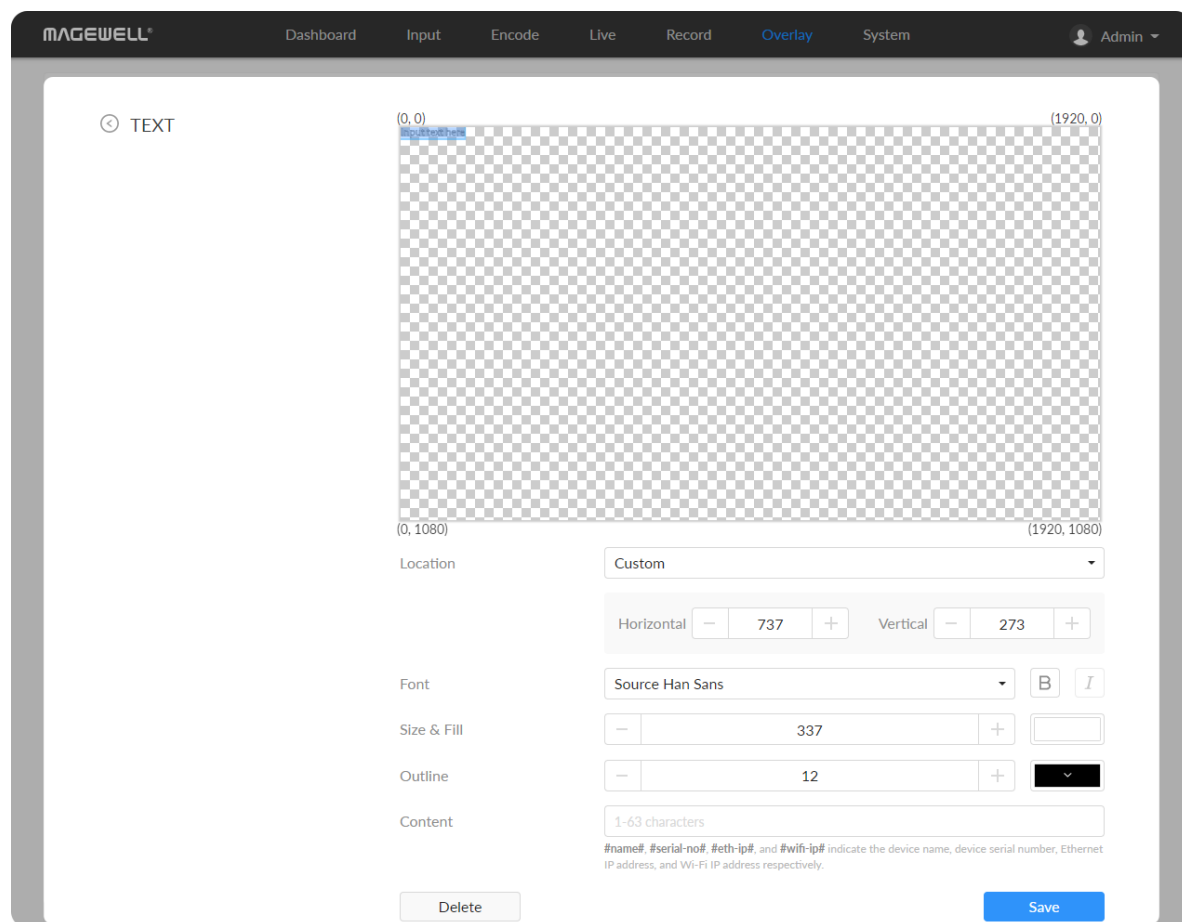 MAGEWELL®
Dashboard Input Encode Live Record Overlay System Admin
TEXT
(0, 0) (1920, 0)
Input text here
(0, 1080) (1920, 1080)
Location Custom
Horizontal − 737 + Vertical − 273 +
Font Source Han Sans B I
Size & Fill − 337 +
Outline − 12 +
Content 1-63 characters
#name#, #serial-no#, #eth-ip#, and #wifi-ip# indicate the device name, device serial number, Ethernet
IP address, and Wi-Fi IP address respectively.
Delete Save